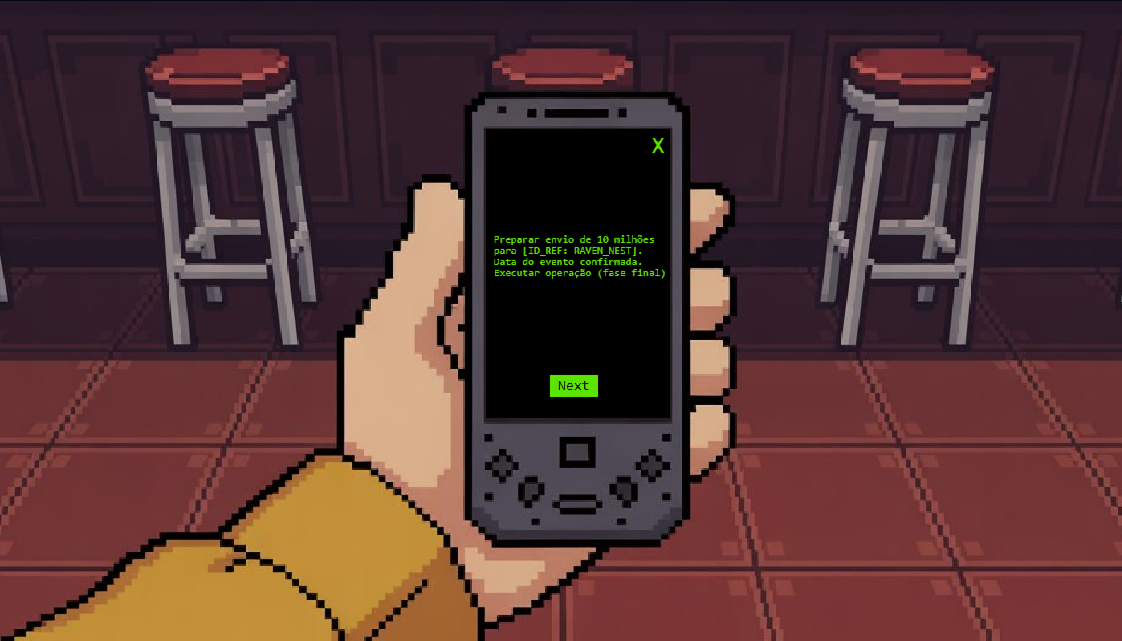 X
Preparar envio de 10 milhões
para [ID_REF: RAVEN_NEST].
Data do evento confirmada.
Executar operação (fase final)
Next